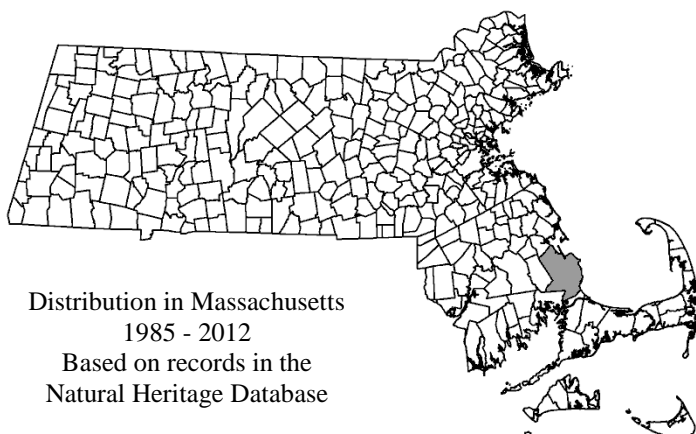 Distribution in Massachusetts
1985 - 2012
Based on records in the
Natural Heritage Database